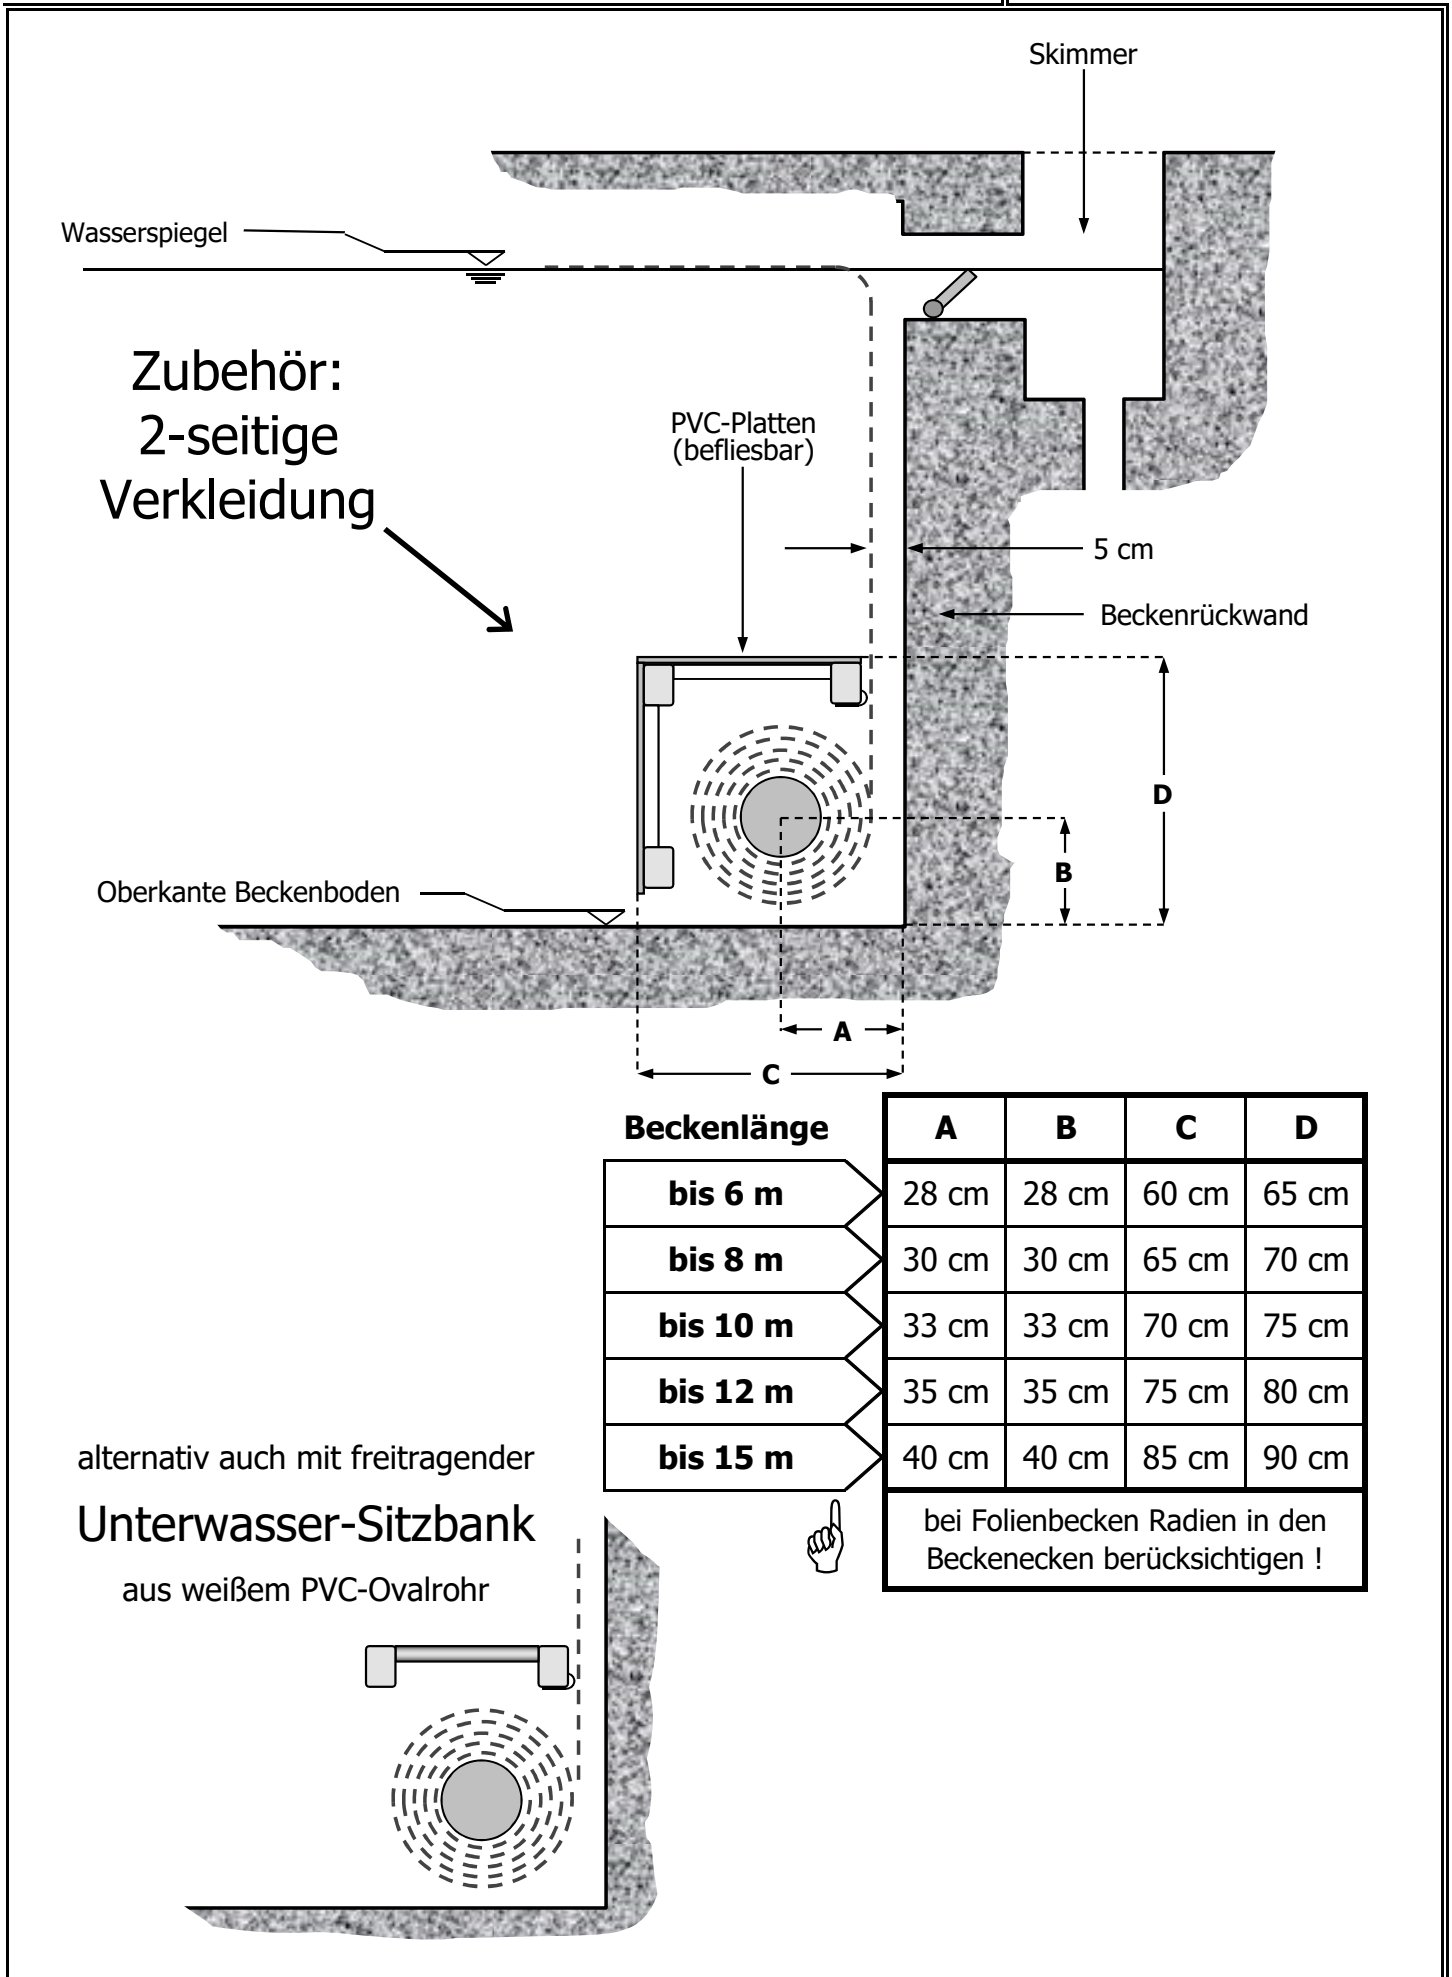 Skimmer
Wasserspiegel
Zubehör:
2-seitige
Verkleidung
PVC-Platten
(befliesbar)
5 cm
Beckenrückwand
D
B
Oberkante Beckenboden
A
C
Beckenlänge A B C D
bis 6 m 28 cm 28 cm 60 cm 65 cm
bis 8 m 30 cm 30 cm 65 cm 70 cm
bis 10 m 33 cm 33 cm 70 cm 75 cm
bis 12 m 35 cm 35 cm 75 cm 80 cm
bis 15 m 40 cm 40 cm 85 cm 90 cm
bei Folienbecken Radien in den
Beckenecken berücksichtigen !
alternativ auch mit freitragender
Unterwasser-Sitzbank
aus weißem PVC-Ovalrohr